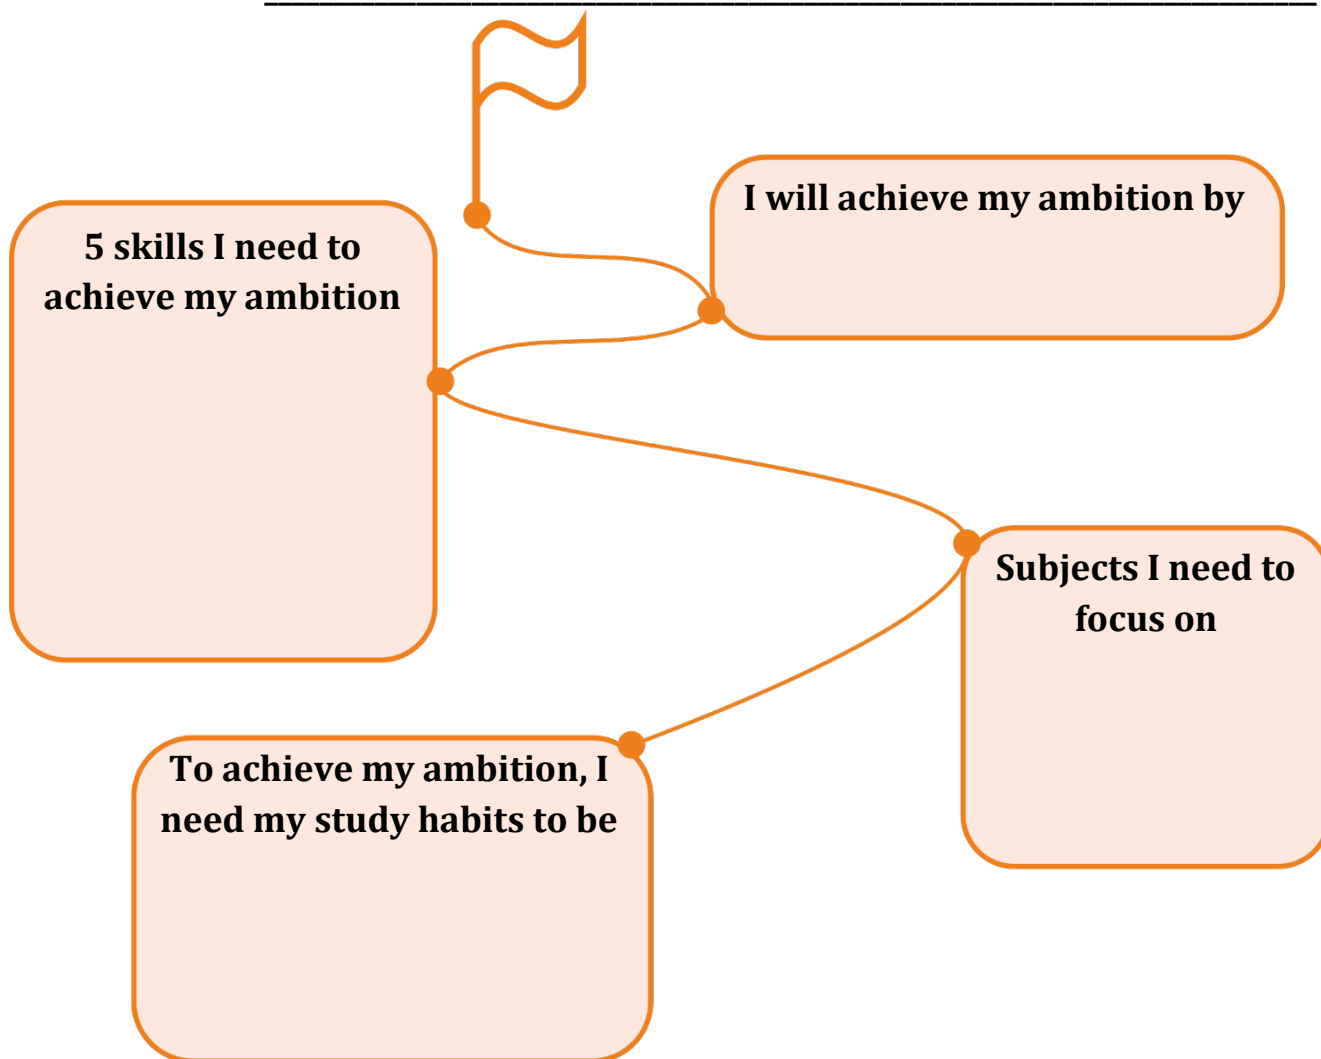 I will achieve my ambition by
5 skills I need to
achieve my ambition
Subjects I need to
focus on
To achieve my ambition, I
need my study habits to be